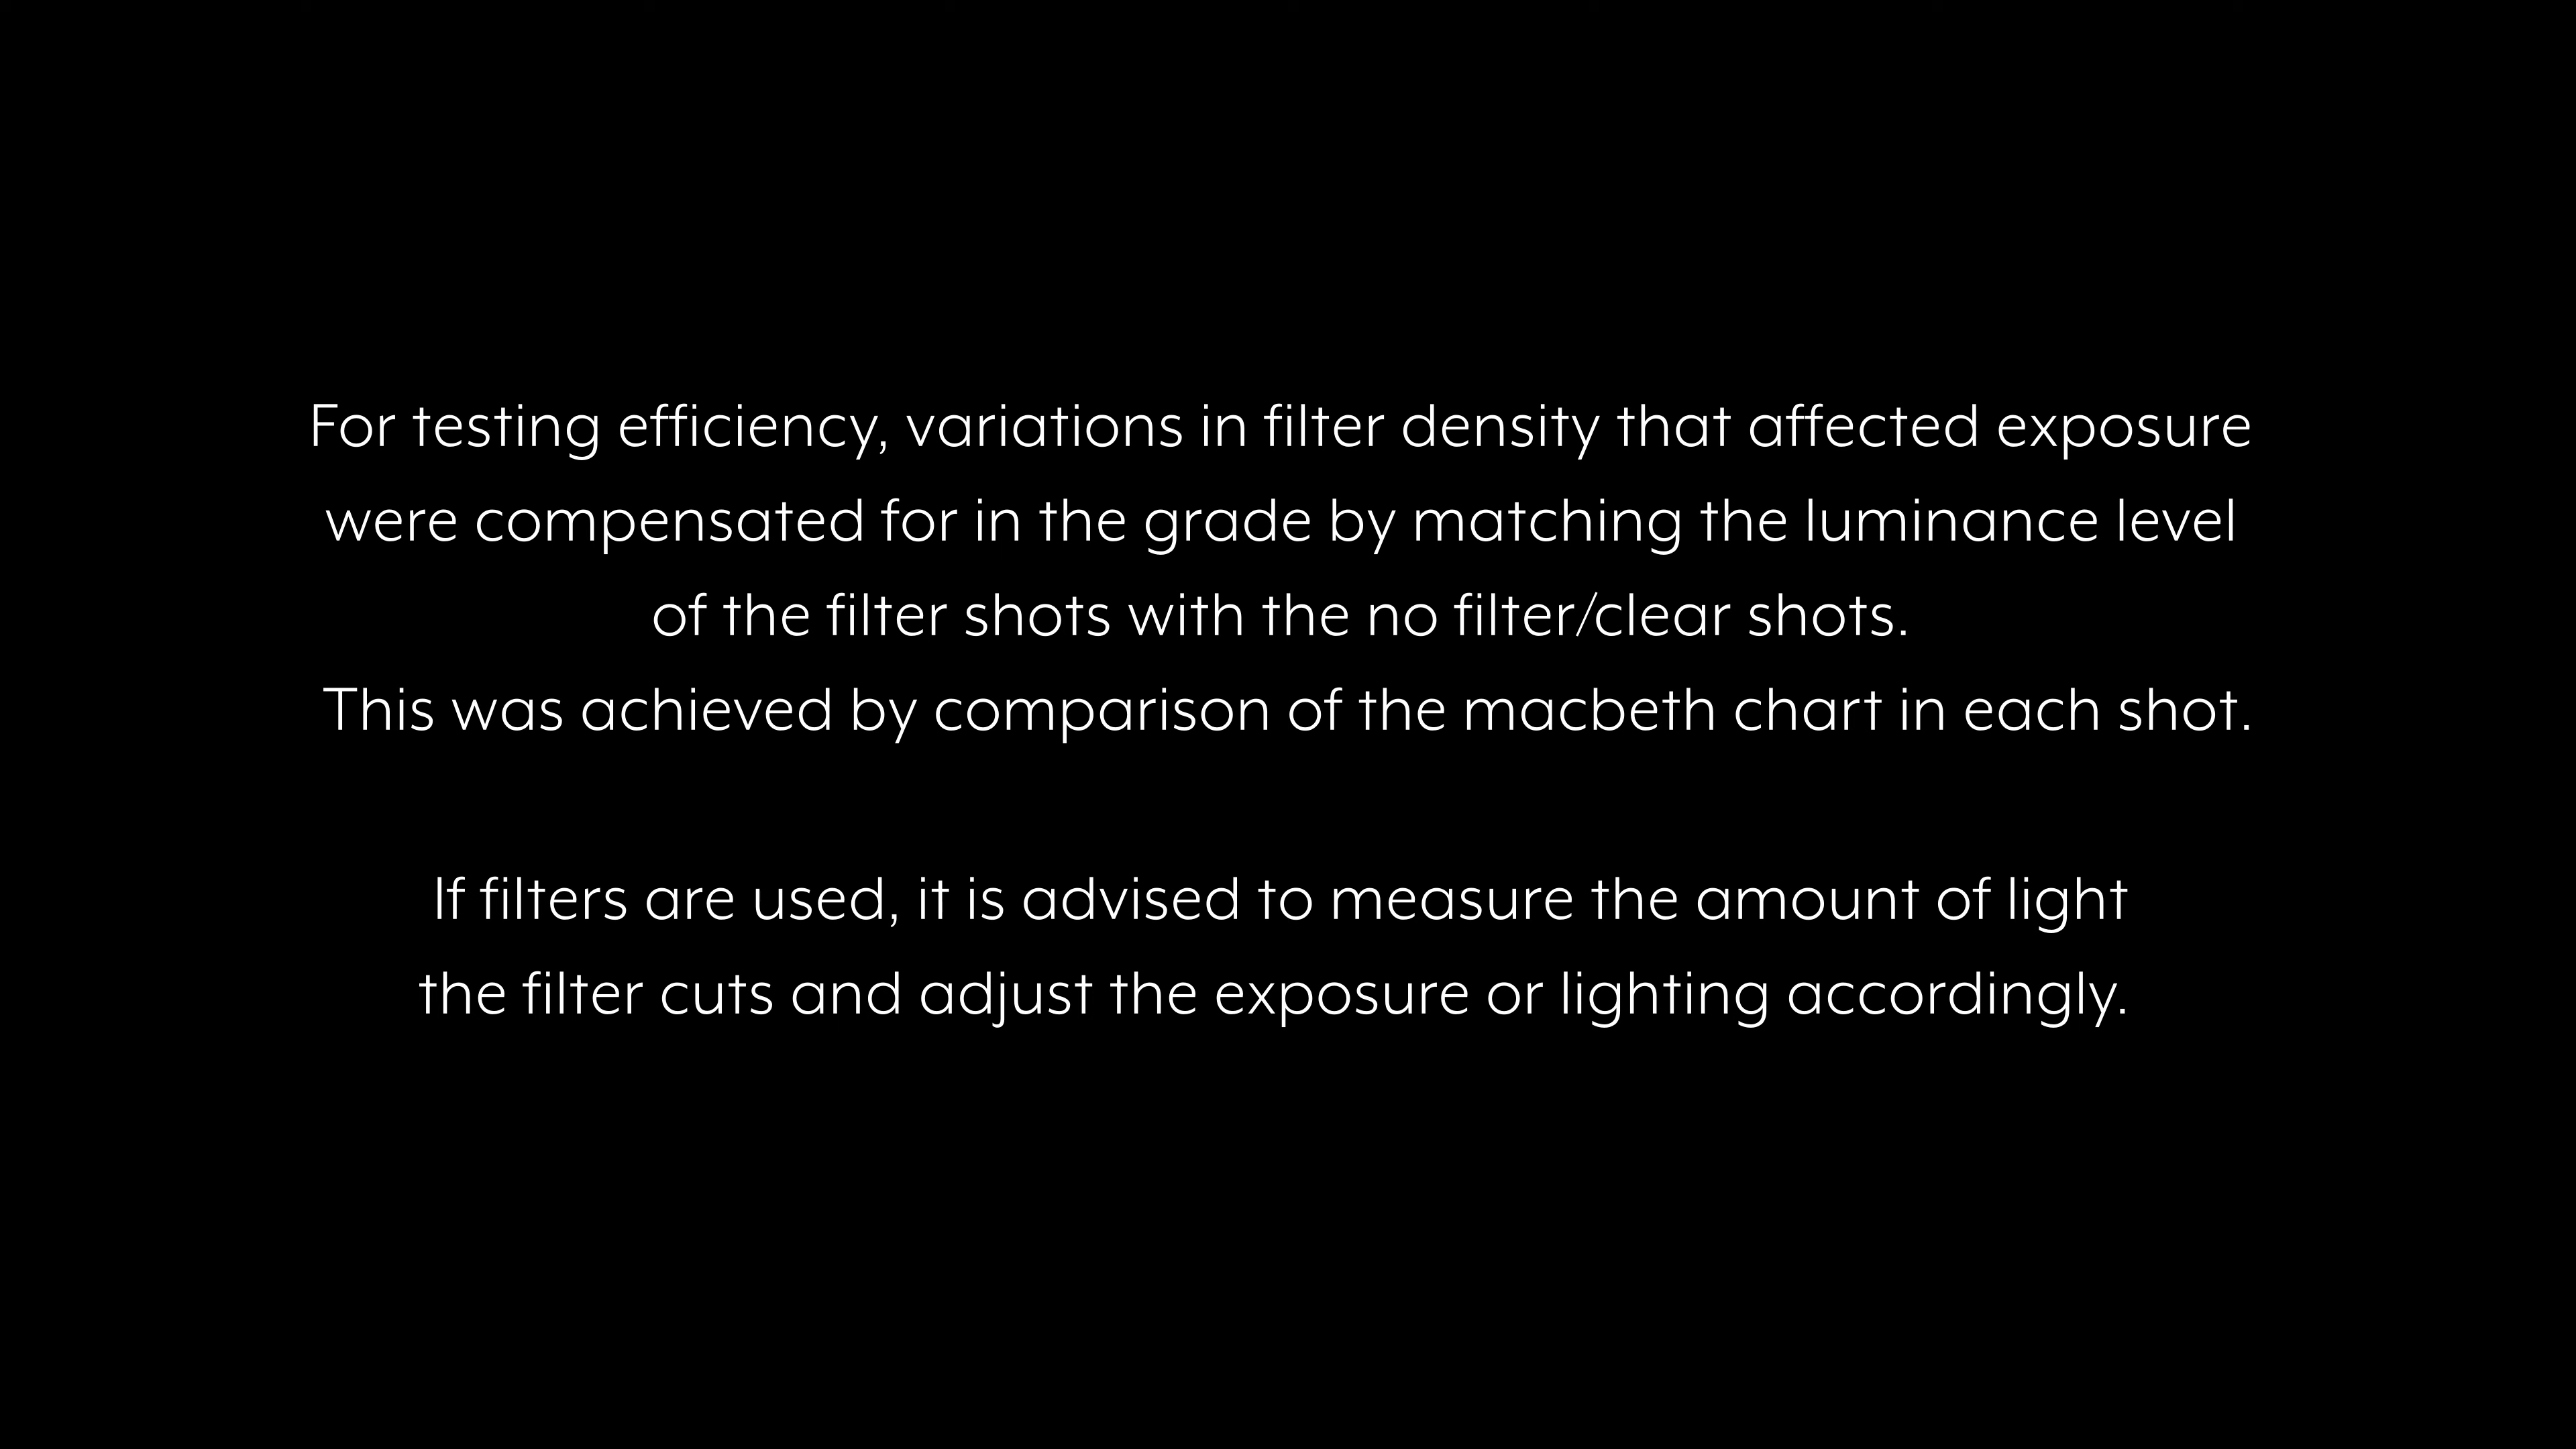 For testing efficiency, variations in filter density that affected exposure
were compensated for in the grade by matching the luminance level
of the filter shots with the no filter/clear shots.
This was achieved by comparison of the macbeth chart in each shot.
If filters are used, it is advised to measure the amount of light
the filter cuts and adjust the exposure or lighting accordingly.